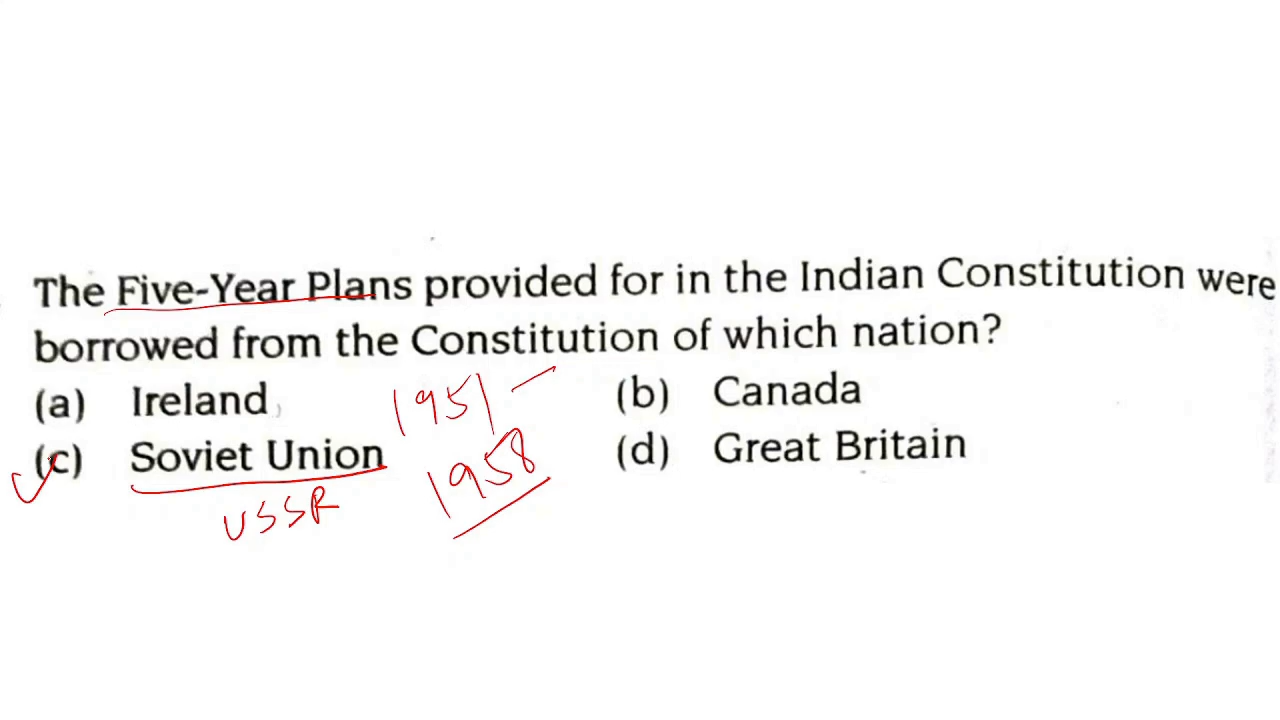 The Five-Year Plans provided for in the Indian Constitution were
borrowed from the Constitution of which nation?
(a) Ireland
1951 -
(b) Canada
(c) Soviet Union
1958
(d) Great Britain
USSR